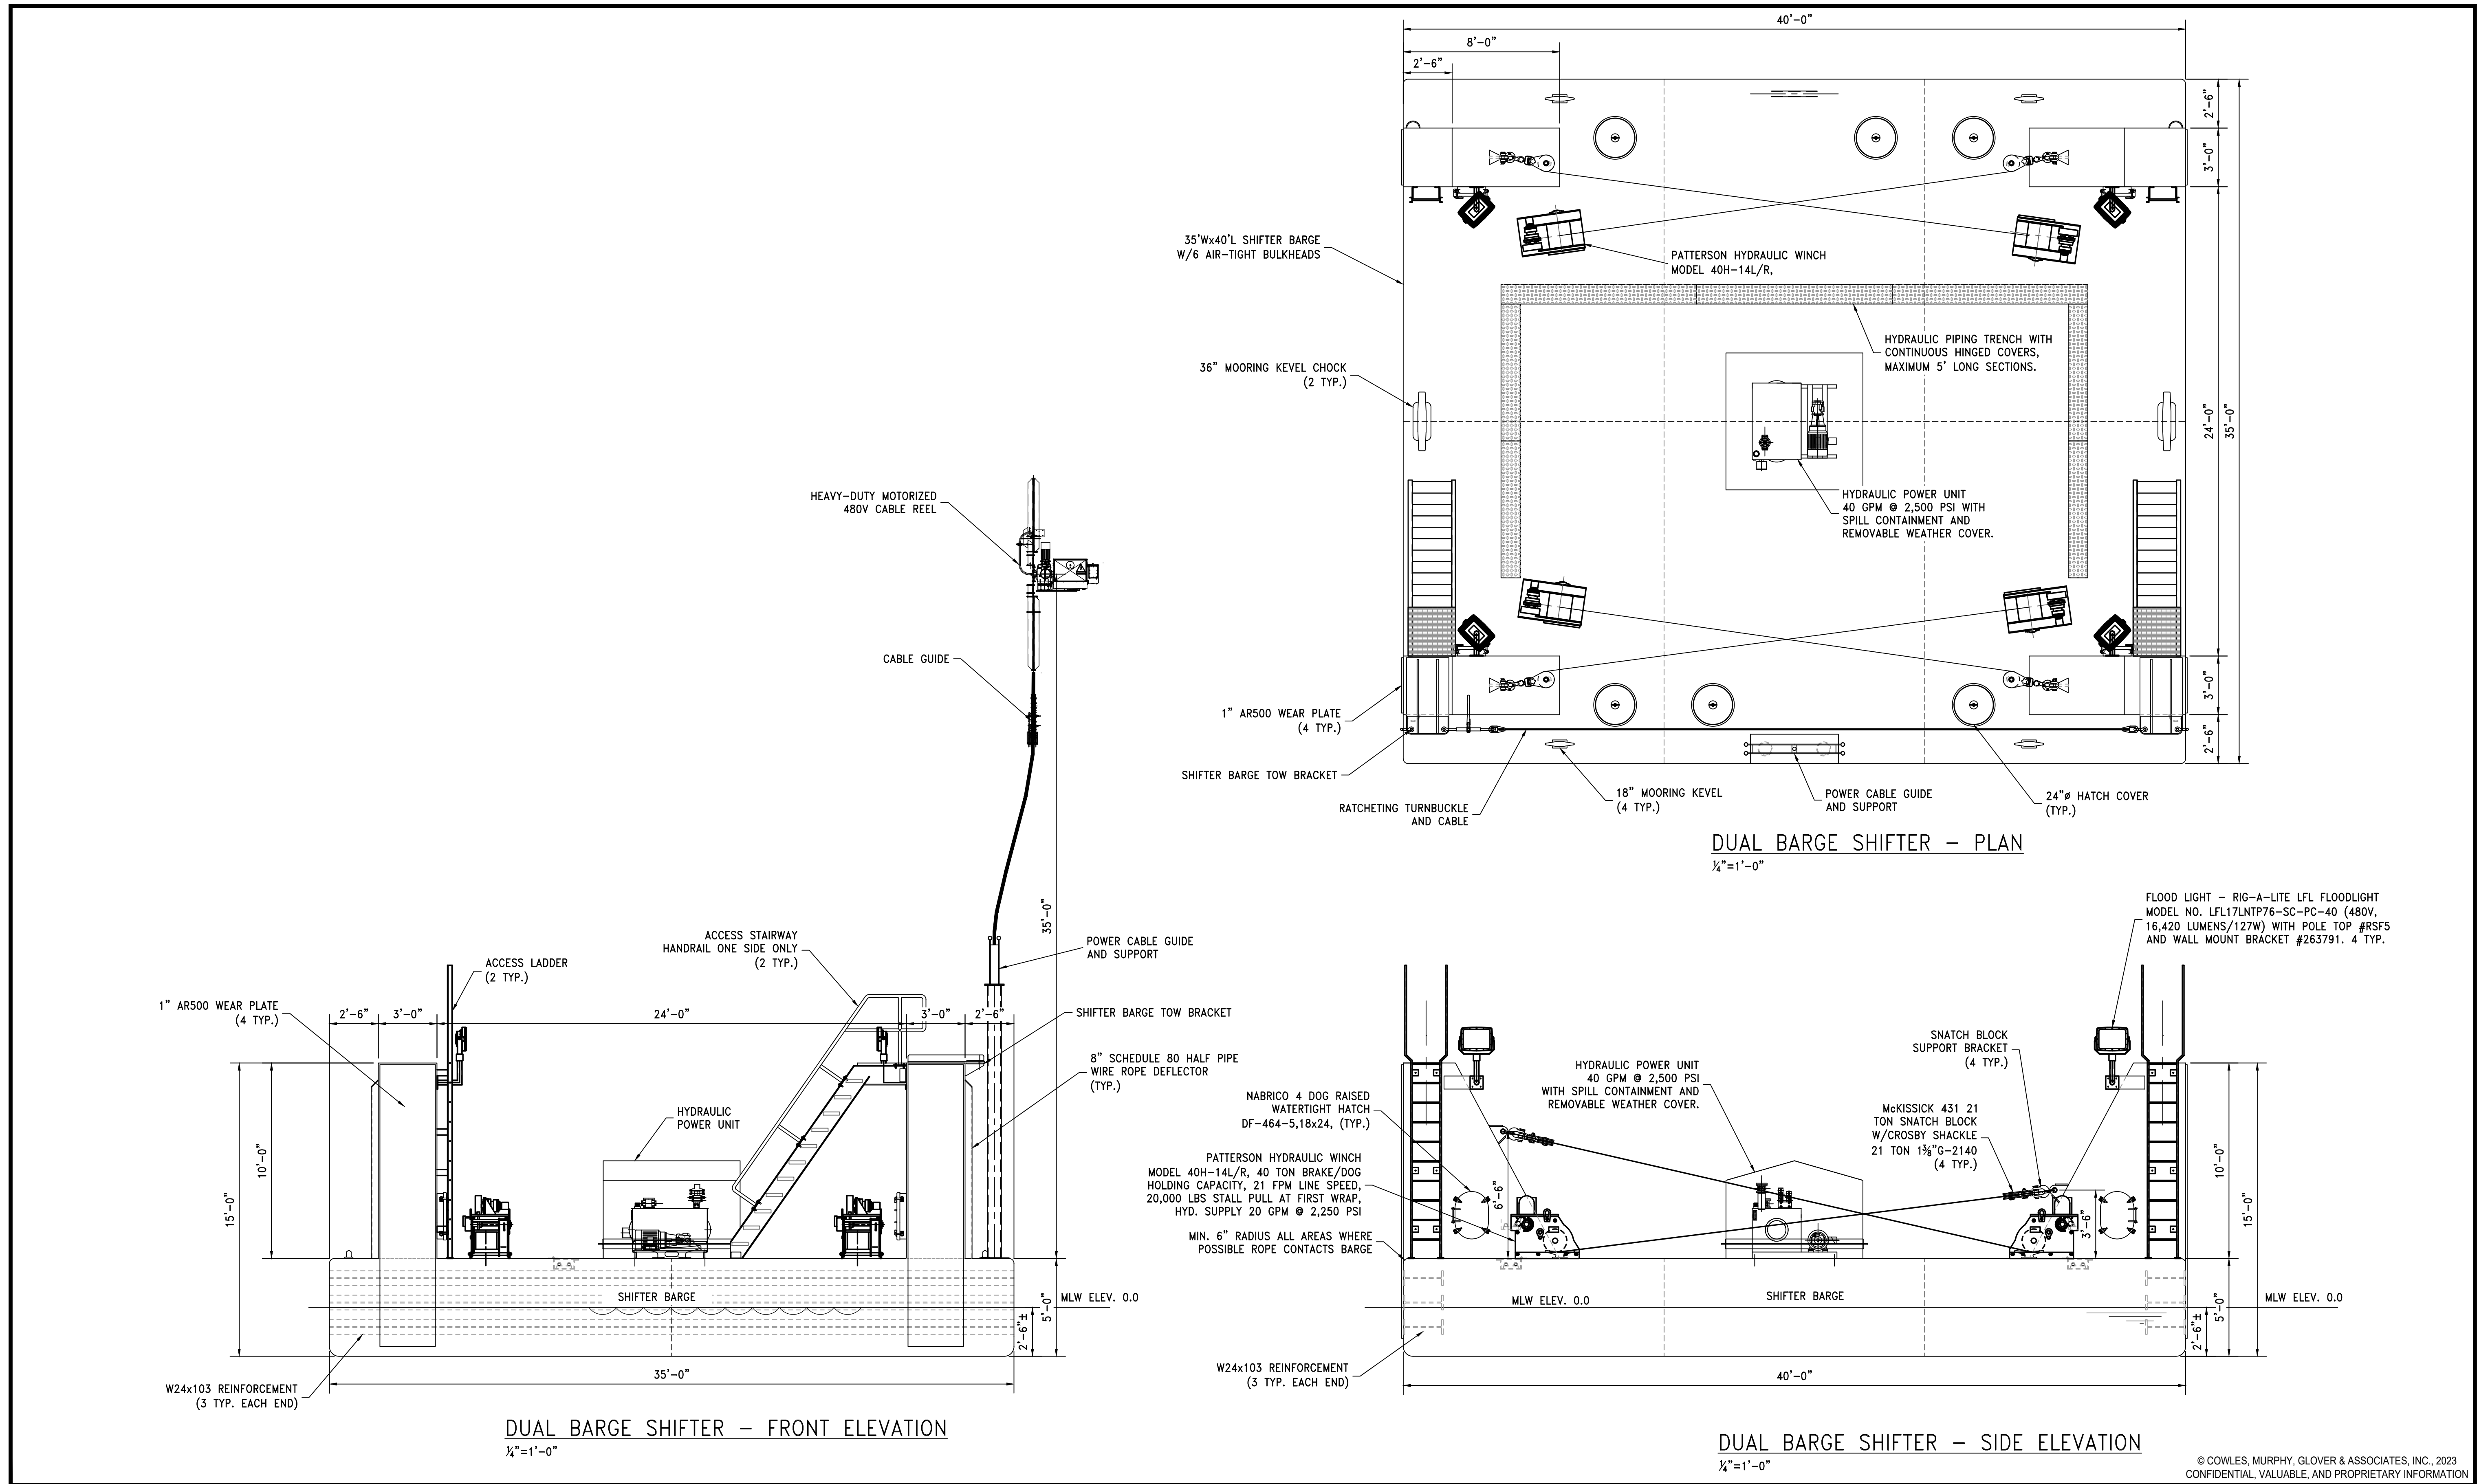 40'-0"
8'-0"
2'-6"
2'-6"
3'-0"
35'Wx40'L SHIFTER BARGE
W/6 AIR-TIGHT BULKHEADS
PATTERSON HYDRAULIC WINCH
MODEL 40H-14L/R,
HYDRAULIC PIPING TRENCH WITH
CONTINUOUS HINGED COVERS,
MAXIMUM 5' LONG SECTIONS.
36" MOORING KEVEL CHOCK
(2 TYP.)
24'-0"
35'-0"
HYDRAULIC POWER UNIT
40 GPM @ 2,500 PSI WITH
SPILL CONTAINMENT AND
REMOVABLE WEATHER COVER.
1" AR500 WEAR PLATE
(4 TYP.)
3'-0"
2'-6"
SHIFTER BARGE TOW BRACKET
RATCHETING TURNBUCKLE
AND CABLE
18" MOORING KEVEL
(4 TYP.)
POWER CABLE GUIDE
AND SUPPORT
24"ø HATCH COVER
(TYP.)
DUAL BARGE SHIFTER - PLAN
¼"=1'-0"
HEAVY-DUTY MOTORIZED
480V CABLE REEL
CABLE GUIDE
35'-0"
ACCESS STAIRWAY
HANDRAIL ONE SIDE ONLY
(2 TYP.)
POWER CABLE GUIDE
AND SUPPORT
ACCESS LADDER
(2 TYP.)
1" AR500 WEAR PLATE
(4 TYP.)
2'-6"
3'-0"
24'-0"
3'-0"
2'-6"
SHIFTER BARGE TOW BRACKET
8" SCHEDULE 80 HALF PIPE
WIRE ROPE DEFLECTOR
(TYP.)
HYDRAULIC
POWER UNIT
10'-0"
15'-0"
SHIFTER BARGE
MLW ELEV. 0.0
2'-6"±
5'-0"
W24x103 REINFORCEMENT
(3 TYP. EACH END)
35'-0"
DUAL BARGE SHIFTER - FRONT ELEVATION
¼"=1'-0"
FLOOD LIGHT - RIG-A-LITE LFL FLOODLIGHT
MODEL NO. LFL17LNTP76-SC-PC-40 (480V,
16,420 LUMENS/127W) WITH POLE TOP #RSF5
AND WALL MOUNT BRACKET #263791. 4 TYP.
SNATCH BLOCK
SUPPORT BRACKET
(4 TYP.)
HYDRAULIC POWER UNIT
40 GPM @ 2,500 PSI
WITH SPILL CONTAINMENT AND
REMOVABLE WEATHER COVER.
NABRICO 4 DOG RAISED
WATERTIGHT HATCH
DF-464-5,18x24, (TYP.)
McKISSICK 431 21
TON SNATCH BLOCK
W/CROSBY SHACKLE
21 TON 1⅜"G-2140
(4 TYP.)
PATTERSON HYDRAULIC WINCH
MODEL 40H-14L/R, 40 TON BRAKE/DOG
HOLDING CAPACITY, 21 FPM LINE SPEED,
20,000 LBS STALL PULL AT FIRST WRAP,
HYD. SUPPLY 20 GPM @ 2,250 PSI
6'-6"
3'-6"
10'-0"
15'-0"
MIN. 6" RADIUS ALL AREAS WHERE
POSSIBLE ROPE CONTACTS BARGE
MLW ELEV. 0.0
SHIFTER BARGE
MLW ELEV. 0.0
2'-6"±
5'-0"
W24x103 REINFORCEMENT
(3 TYP. EACH END)
40'-0"
DUAL BARGE SHIFTER - SIDE ELEVATION
¼"=1'-0"
© COWLES, MURPHY, GLOVER & ASSOCIATES, INC., 2023
CONFIDENTIAL, VALUABLE, AND PROPRIETARY INFORMATION